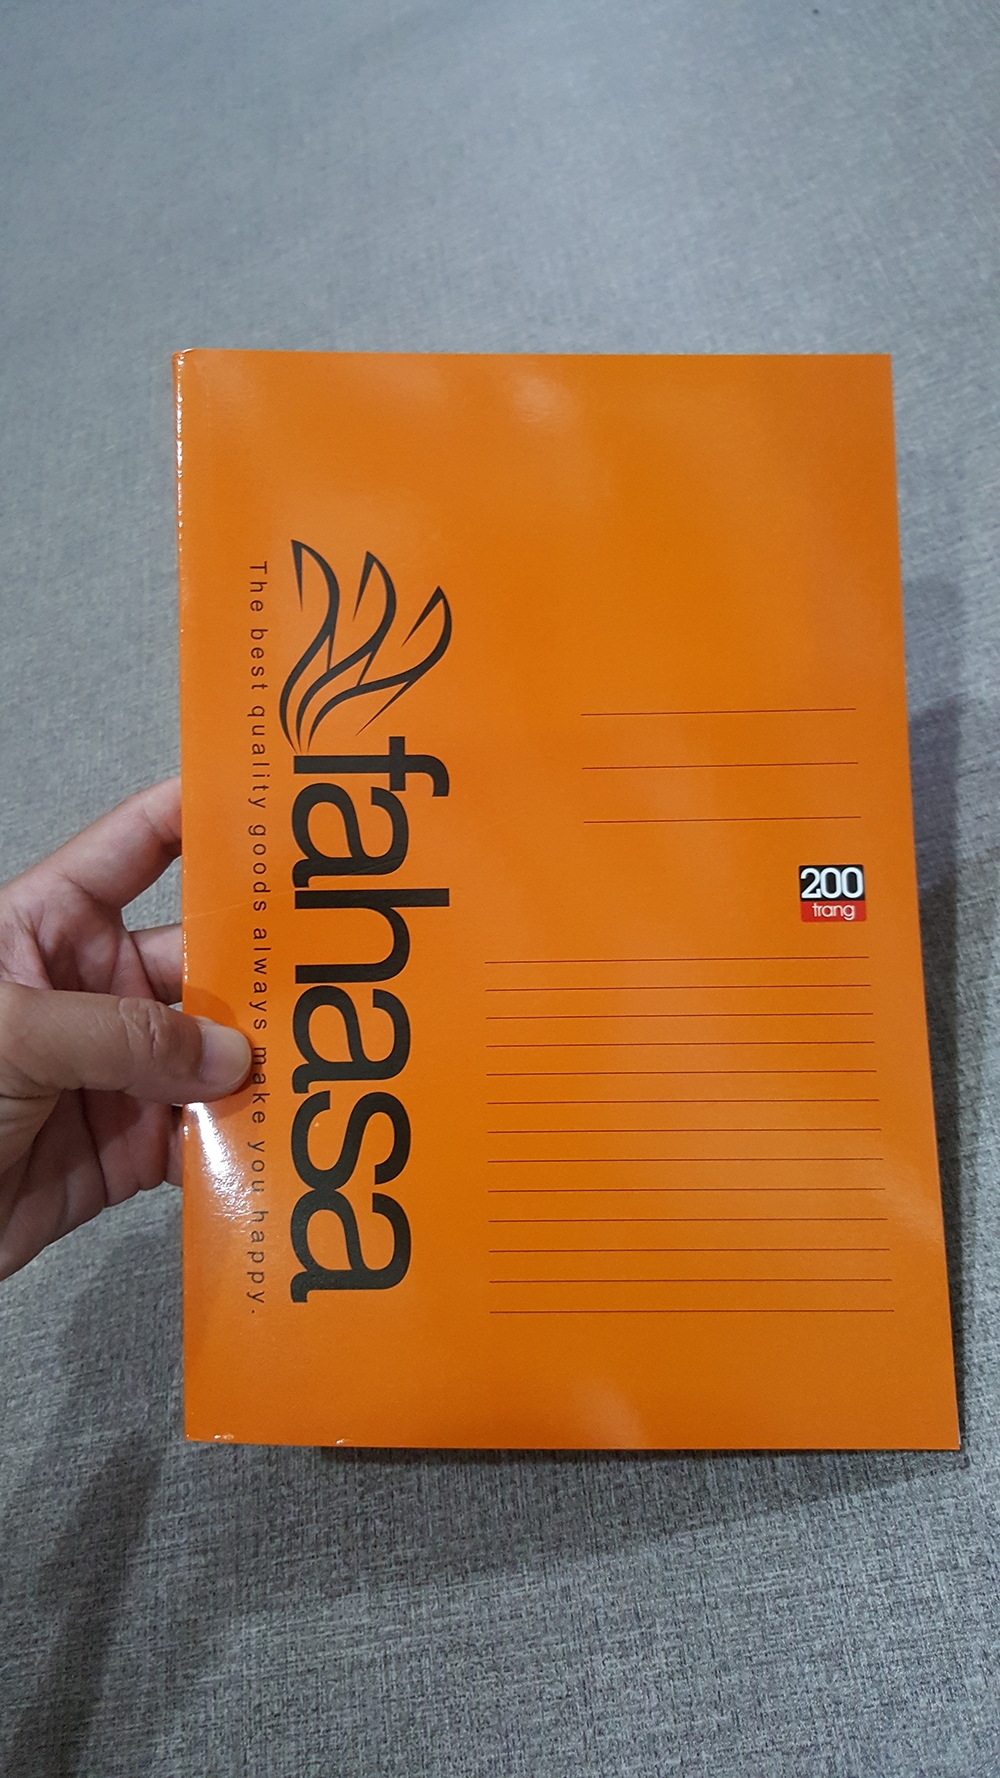 fahasa
The best quality goods always make you happy.
200
trang